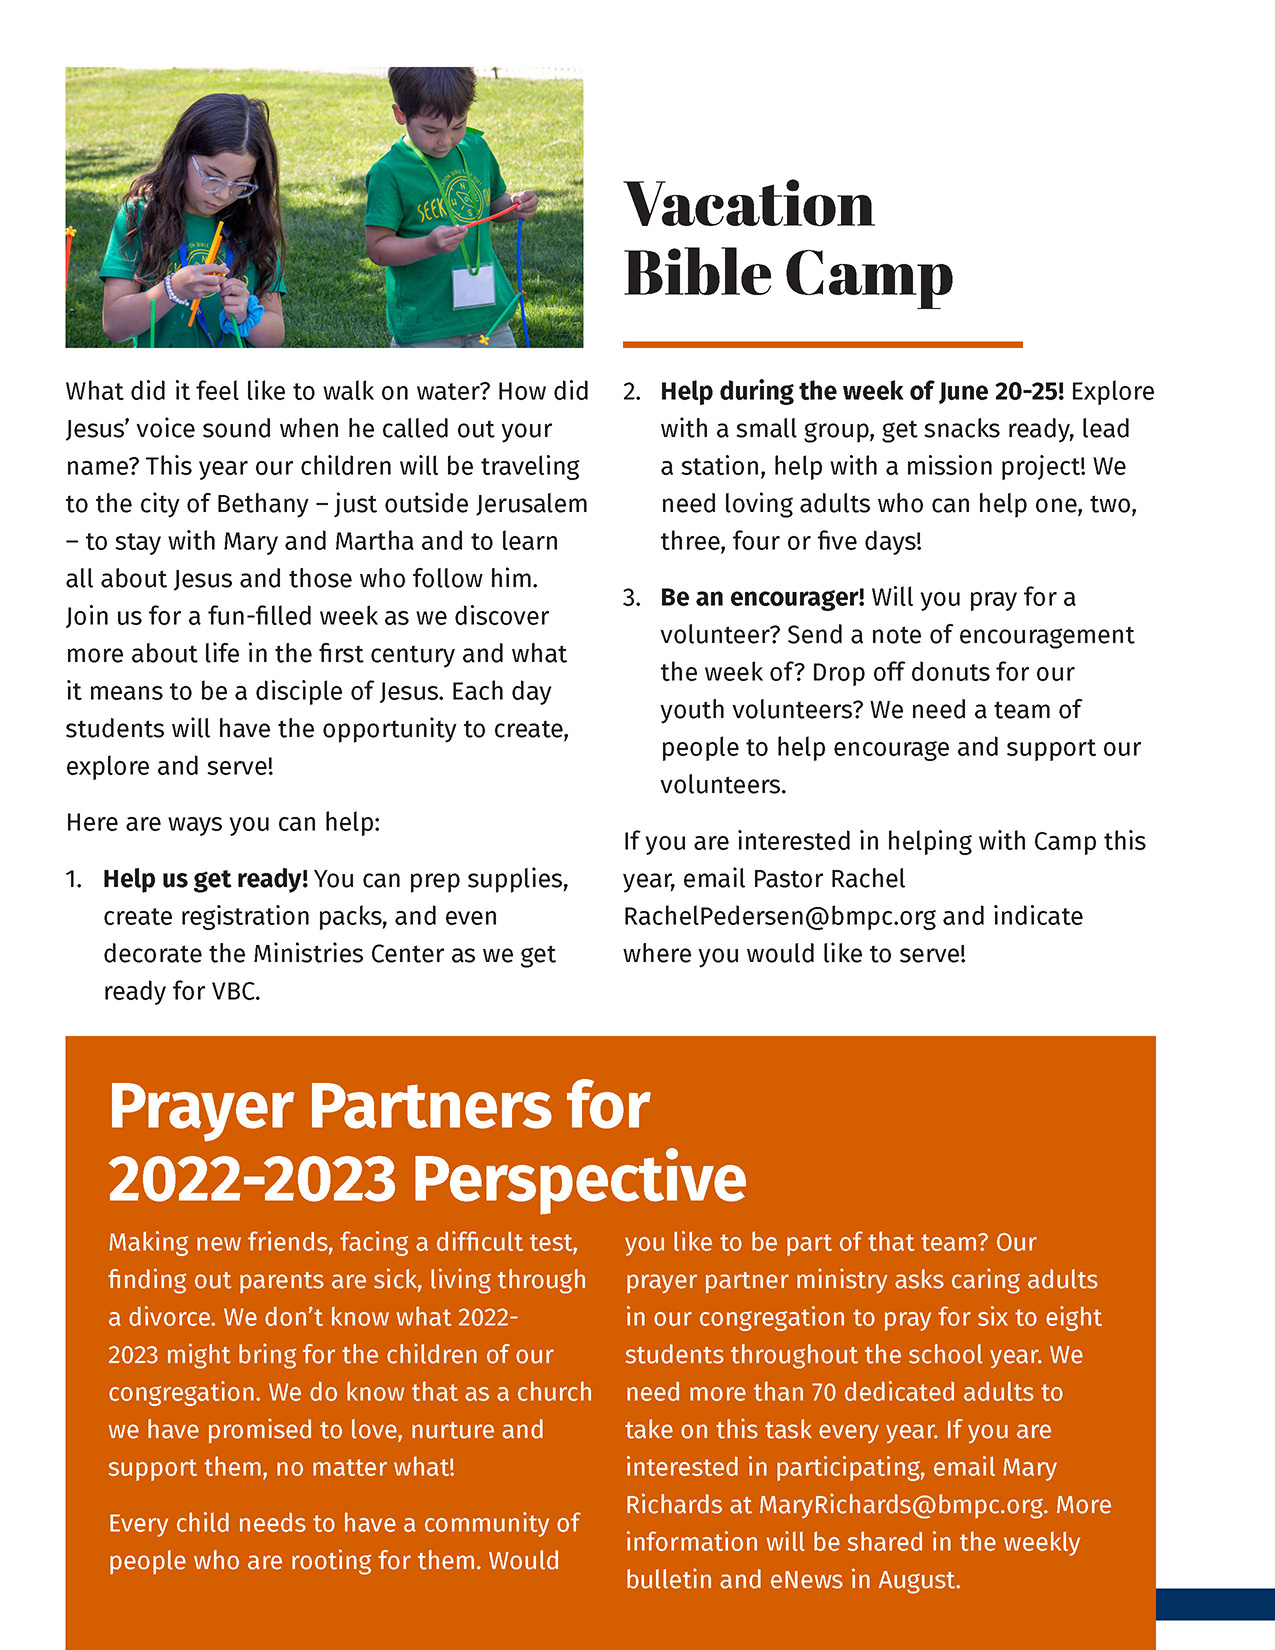 SEEK
Vacation
Bible Camp
What did it feel like to walk on water? How did
Jesus’ voice sound when he called out your
name? This year our children will be traveling
to the city of Bethany – just outside Jerusalem
– to stay with Mary and Martha and to learn
all about Jesus and those who follow him.
Join us for a fun-filled week as we discover
more about life in the first century and what
it means to be a disciple of Jesus. Each day
students will have the opportunity to create,
explore and serve!
Here are ways you can help:
1. Help us get ready! You can prep supplies,
create registration packs, and even
decorate the Ministries Center as we get
ready for VBC.
2. Help during the week of June 20-25! Explore
with a small group, get snacks ready, lead
a station, help with a mission project! We
need loving adults who can help one, two,
three, four or five days!
3. Be an encourager! Will you pray for a
volunteer? Send a note of encouragement
the week of? Drop off donuts for our
youth volunteers? We need a team of
people to help encourage and support our
volunteers.
If you are interested in helping with Camp this
year, email Pastor Rachel
RachelPedersen@bmpc.org and indicate
where you would like to serve!
Prayer Partners for
2022-2023 Perspective
Making new friends, facing a difficult test,
finding out parents are sick, living through
a divorce. We don’t know what 2022-
2023 might bring for the children of our
congregation. We do know that as a church
we have promised to love, nurture and
support them, no matter what!
Every child needs to have a community of
people who are rooting for them. Would
you like to be part of that team? Our
prayer partner ministry asks caring adults
in our congregation to pray for six to eight
students throughout the school year. We
need more than 70 dedicated adults to
take on this task every year. If you are
interested in participating, email Mary
Richards at MaryRichards@bmpc.org. More
information will be shared in the weekly
bulletin and eNews in August.